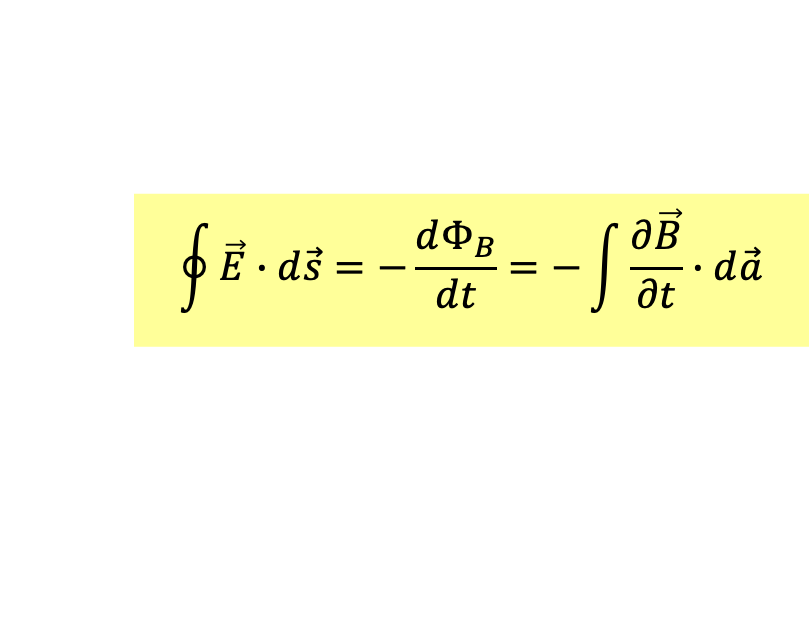 ∮ E⃗ · ds⃗ = − dΦ_B/dt = − ∫ ∂B⃗/∂t · da⃗